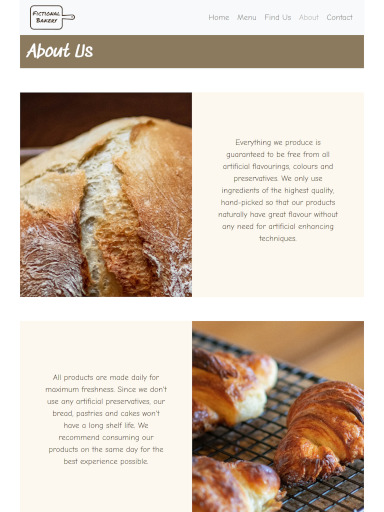 Fictional
Bakery
Home Menu Find Us About Contact
About Us
Everything we produce is
guaranteed to be free from all
artificial flavourings, colours and
preservatives. We only use
ingredients of the highest quality,
hand-picked so that our products
naturally have great flavour without
any need for artificial enhancing
techniques.
All products are made daily for
maximum freshness. Since we don't
use any artificial preservatives, our
bread, pastries and cakes won't
have a long shelf life. We
recommend consuming our
products on the same day for the
best experience possible.